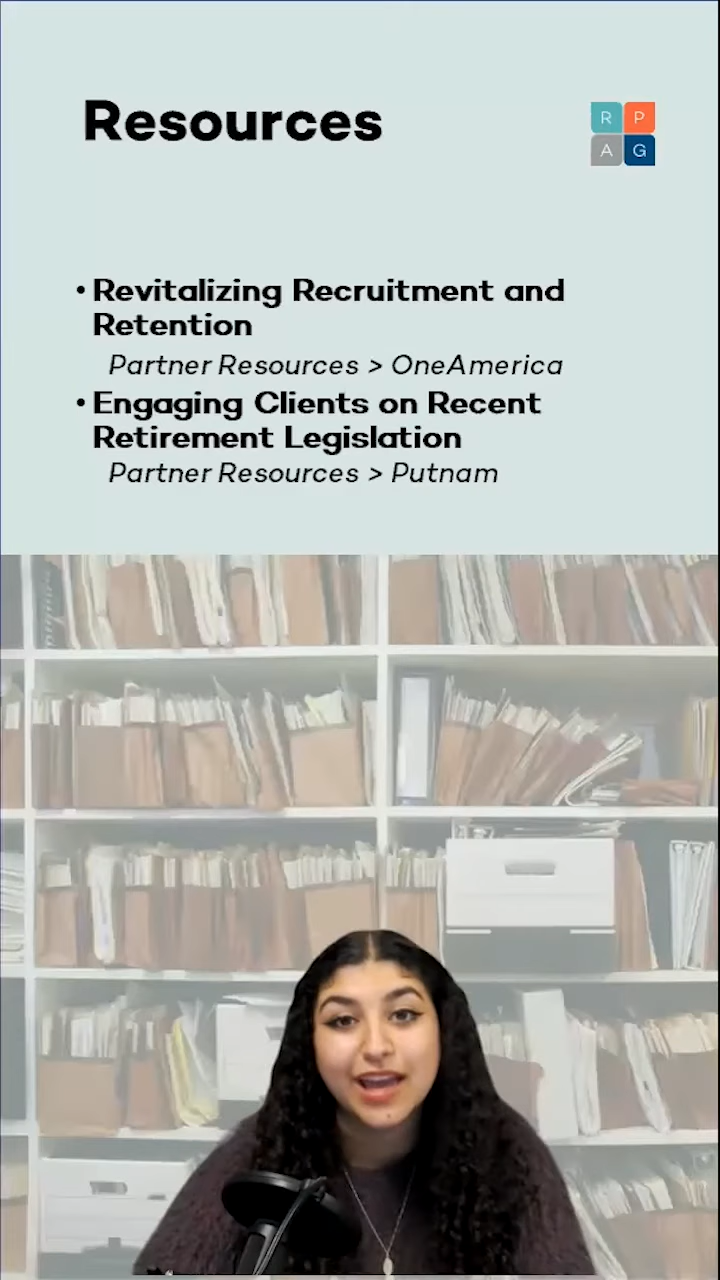 Resources
R P
A G
• Revitalizing Recruitment and
Retention
Partner Resources > OneAmerica
• Engaging Clients on Recent
Retirement Legislation
Partner Resources > Putnam